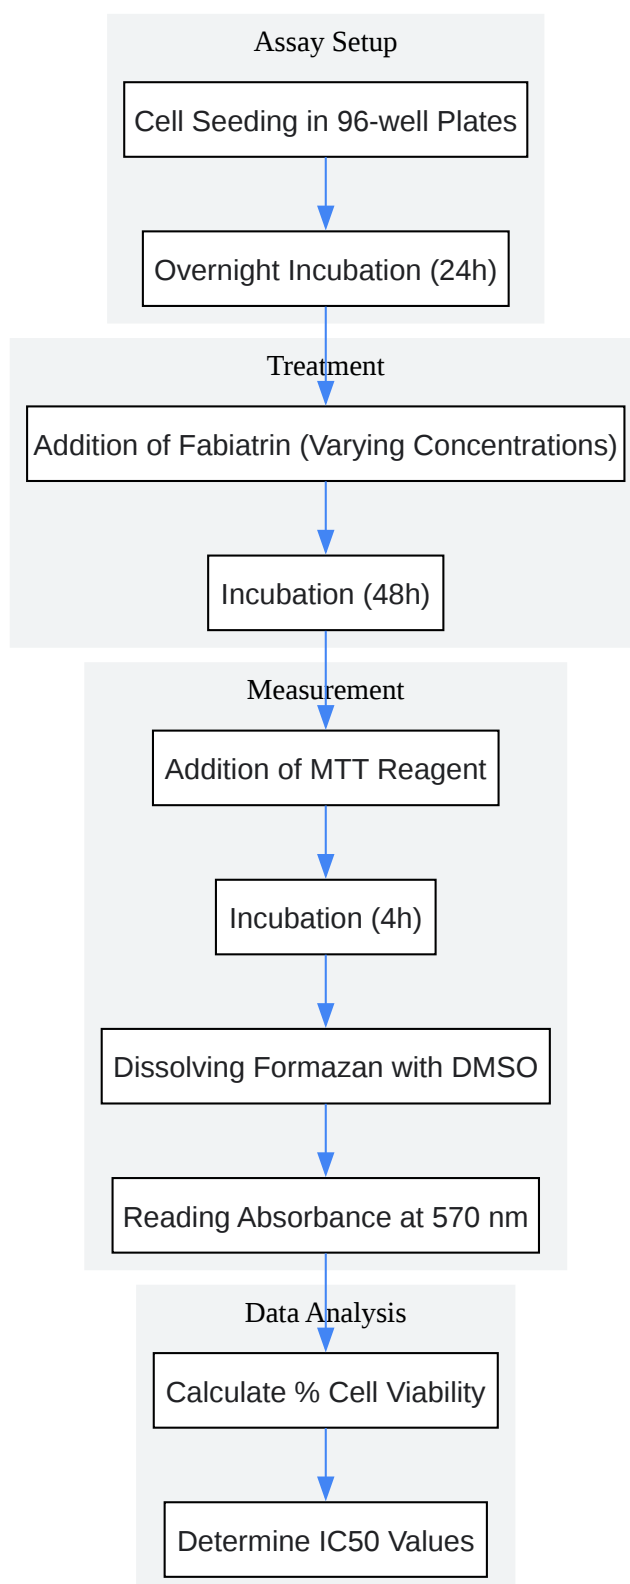 Assay Setup
Cell Seeding in 96-well Plates
Overnight Incubation (24h)
Treatment
Addition of Fabiatrin (Varying Concentrations)
Incubation (48h)
Measurement
Addition of MTT Reagent
Incubation (4h)
Dissolving Formazan with DMSO
Reading Absorbance at 570 nm
Data Analysis
Calculate % Cell Viability
Determine IC50 Values